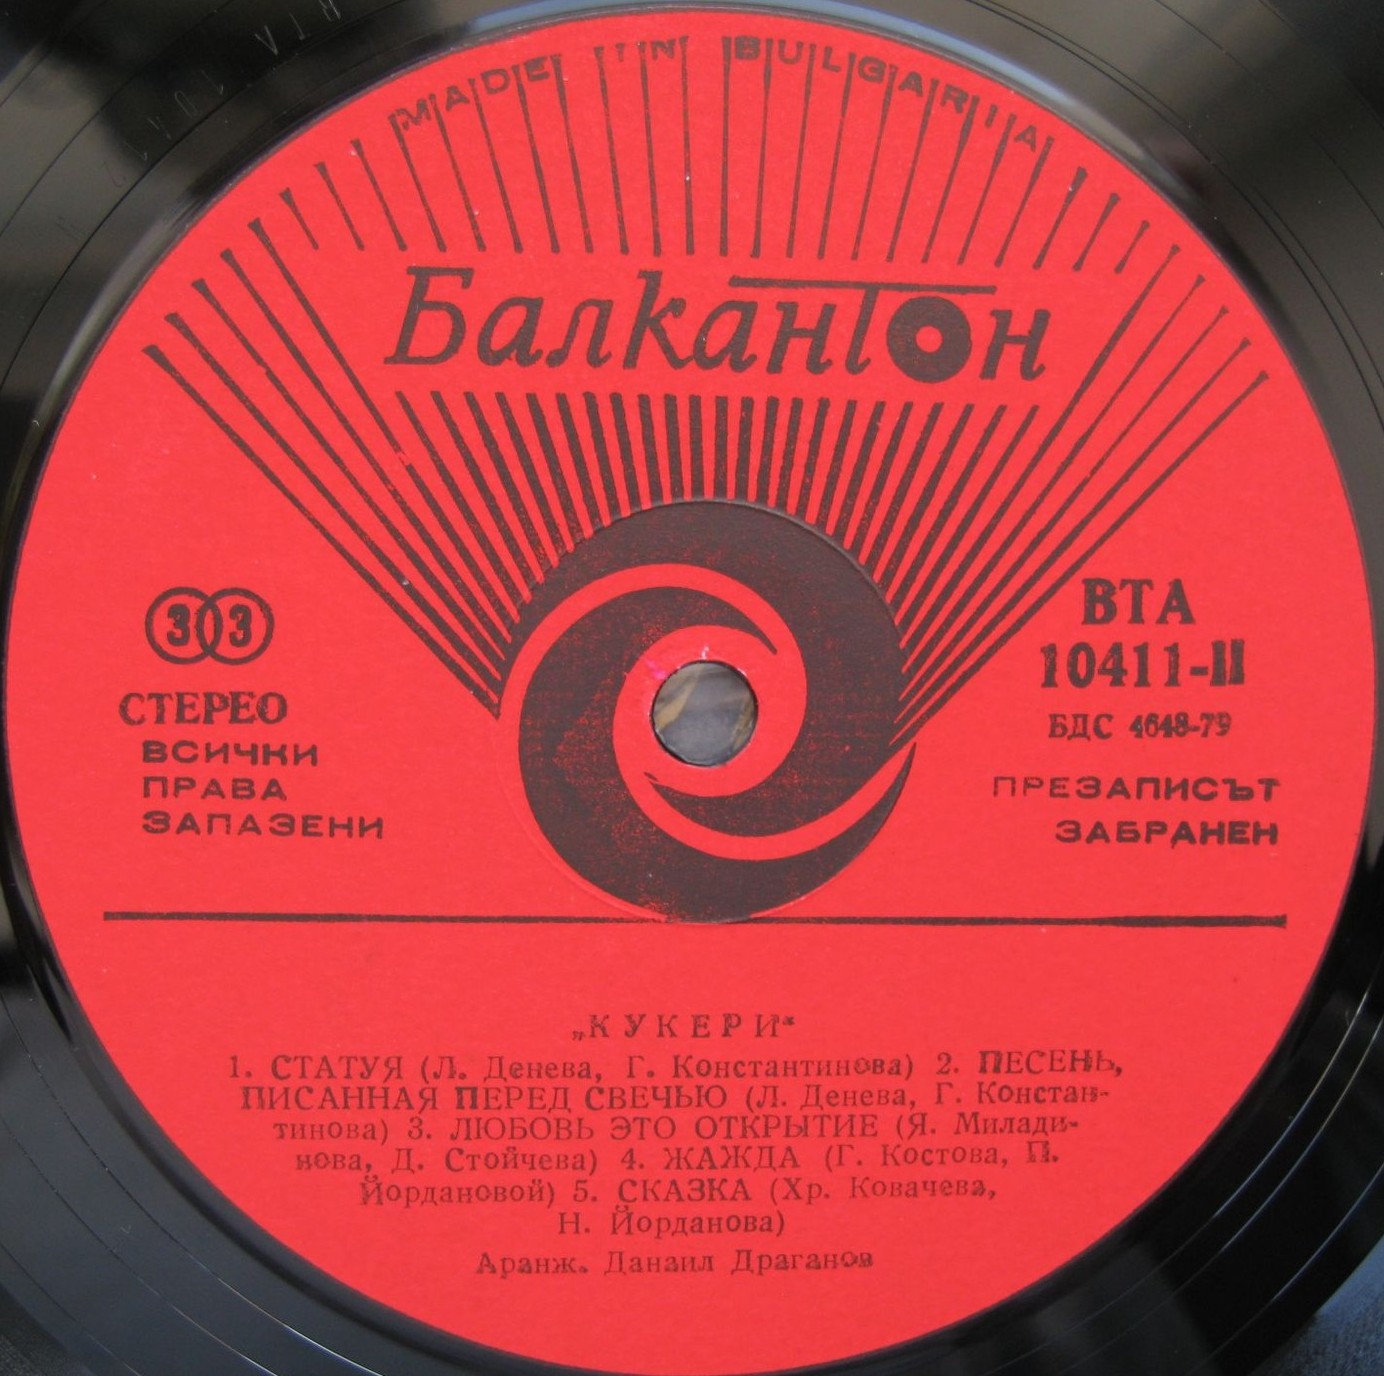 MADE IN BULGARIA
Балкантон
33
СТЕРЕО
ВСИЧКИ
ПРАВА
ЗАПАЗЕНИ
ВТА
10411-II
БДС 4648-79
ПРЕЗАПИСЪТ
ЗАБРАНЕН
„КУКЕРИ“
1. СТАТУЯ (Л. Денева, Г. Константинова) 2. ПЕСЕНЬ,
ПИСАННАЯ ПЕРЕД СВЕЧЬЮ (Л. Денева, Г. Констан-
тинова) 3. ЛЮБОВЬ ЭТО ОТКРЫТИЕ (Я. Милади-
нова, Д. Стойчева) 4. ЖАЖДА (Г. Костова, П.
Йордановой) 5. СКАЗКА (Хр. Ковачева,
Н. Йорданова)
Аранж. Данаил Драганов